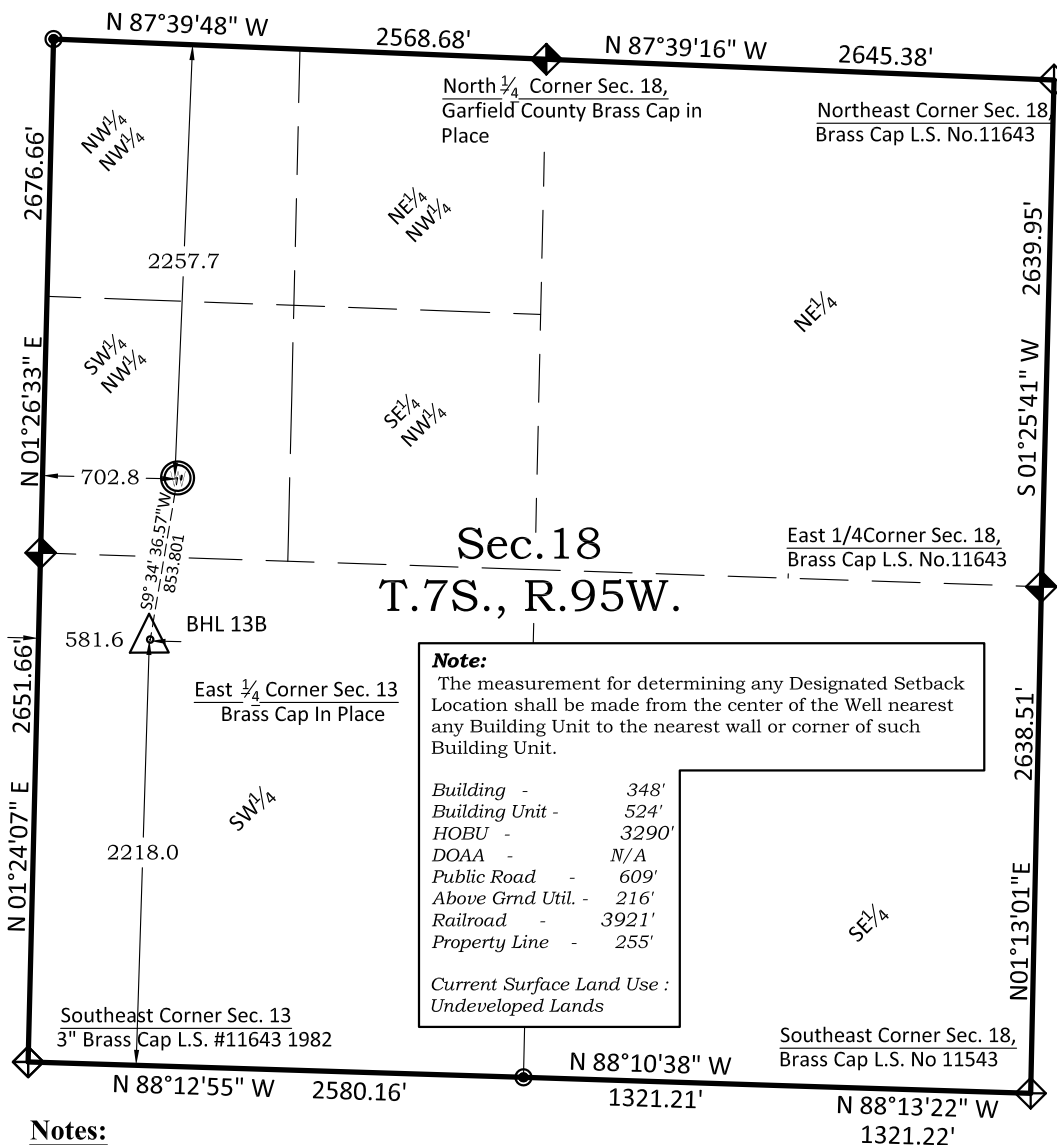 N 87°39'48" W
2568.68'
N 87°39'16" W
2645.38'
North 1/4 Corner Sec. 18,
Garfield County Brass Cap in
Place
Northeast Corner Sec. 18,
Brass Cap L.S. No.11643
NW1/4
NW1/4
2676.66'
NE1/4
NW1/4
2639.95'
2257.7
NE1/4
SW1/4
NW1/4
N 01°26'33" E
SE1/4
NW1/4
S 01°25'41" W
702.8
S9° 34' 36.57"W
853.801
Sec.18
T.7S., R.95W.
East 1/4Corner Sec. 18,
Brass Cap L.S. No.11643
581.6
BHL 13B
2651.66'
East 1/4 Corner Sec. 13
Brass Cap In Place
Note:
The measurement for determining any Designated Setback
Location shall be made from the center of the Well nearest
any Building Unit to the nearest wall or corner of such
Building Unit.
Building - 348'
Building Unit - 524'
HOBU - 3290'
DOAA - N/A
Public Road - 609'
Above Grnd Util. - 216'
Railroad - 3921'
Property Line - 255'
Current Surface Land Use :
Undeveloped Lands
2638.51'
SW1/4
N 01°24'07" E
2218.0
SE1/4
N01°13'01"E
Southeast Corner Sec. 13
3" Brass Cap L.S. #11643 1982
Southeast Corner Sec. 18,
Brass Cap L.S. No 11543
N 88°12'55" W
2580.16'
N 88°10'38" W
1321.21'
N 88°13'22" W
1321.22'
Notes: